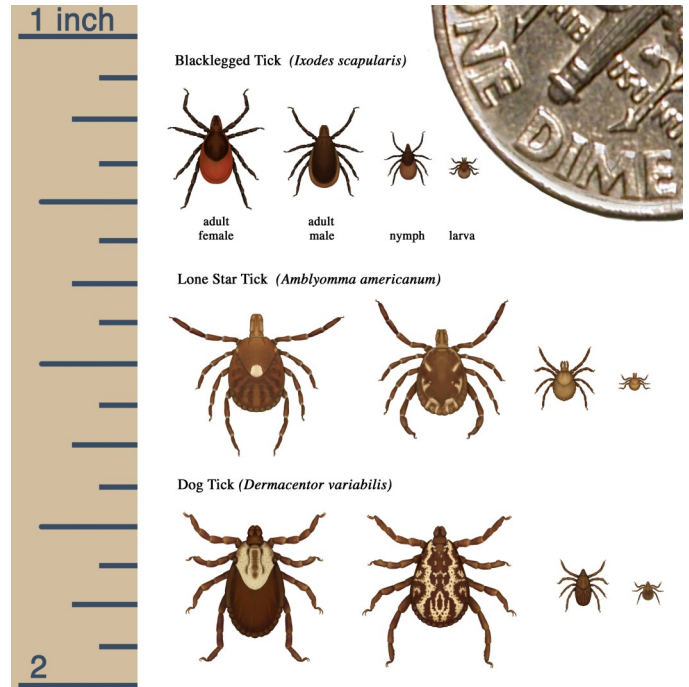 1 inch
Blacklegged Tick (Ixodes scapularis)
ONE DIME
adult female
adult male
nymph
larva
Lone Star Tick (Amblyomma americanum)
Dog Tick (Dermacentor variabilis)
2